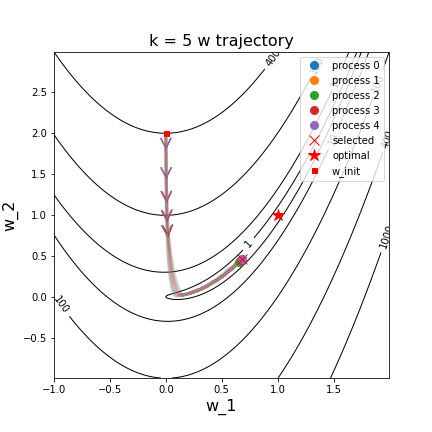 k = 5 w trajectory
400
process 0
process 1
process 2
process 3
process 4
selected
optimal
w_init
2.5
2.0
1.5
1.0
0.5
0.0
−0.5
w_2
1
100
1000
−1.0
−0.5
0.0
0.5
1.0
1.5
w_1